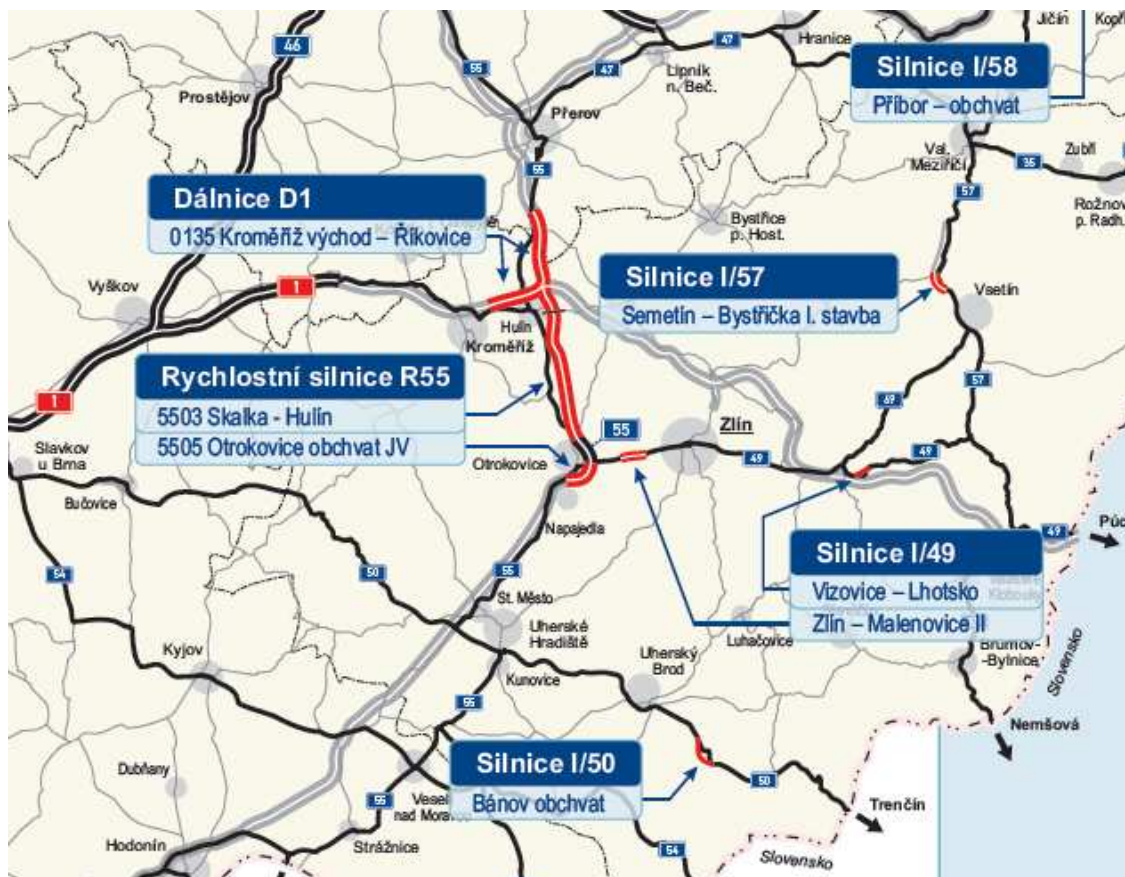 Jičín
Kopř
47
46
55
47
Hranice
Lipník
n. Beč.
Silnice I/58
Příbor – obchvat
Prostějov
Přerov
Val.
Meziříčí
Zubří
35
57
Rožnov
p. Radh.
55
Dálnice D1
0135 Kroměříž východ – Říkovice
Bystřice
p. Host.
Silnice I/57
Semetín – Bystřička I. stavba
Vyškov
1
Vsetín
Hulín
Kroměříž
Rychlostní silnice R55
5503 Skalka - Hulín
5505 Otrokovice obchvat JV
1
57
69
Zlín
55
Slavkov
u Brna
Otrokovice
49
49
Bučovice
Napajedla
49
Púc
Silnice I/49
Vizovice – Lhotsko
Zlín – Malenovice II
54
50
55
St. Město
Uherské
Hradiště
Luhačovice
Brumov-
-Bylnice
Slovensko
Kyjov
Uherský
Brod
Kunovice
55
Nemšová
Silnice I/50
Bánov obchvat
Dubňany
50
Trenčín
55
Vesel
nad Moravou
Hodonín
Strážnice
54
Slovensko